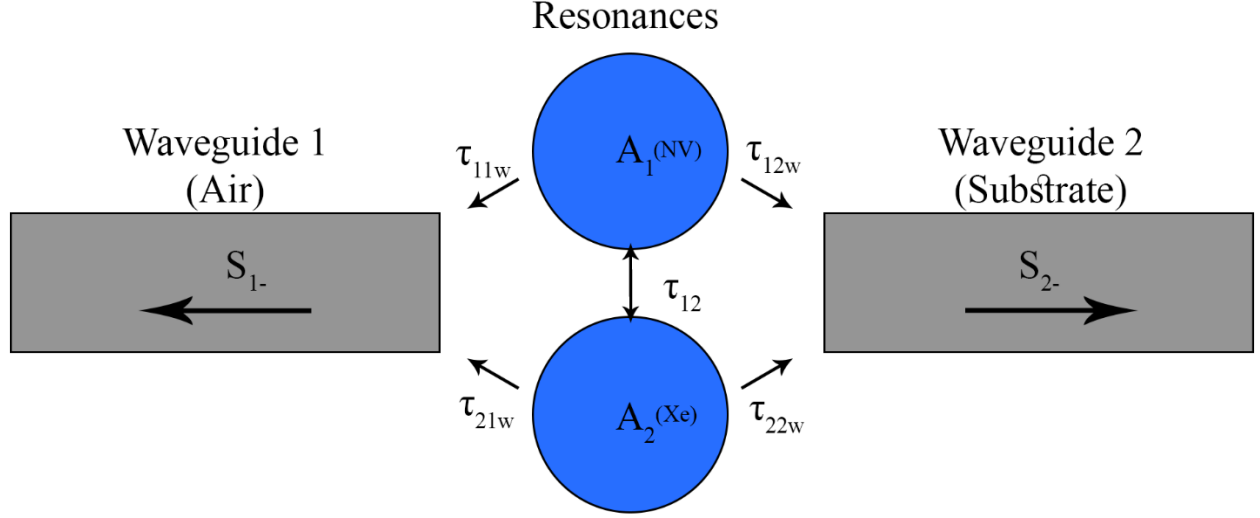 Resonances
Waveguide 1
(Air)
τ11w
A1(NV)
τ12w
Waveguide 2
(Substrate)
S1-
τ12
S2-
τ21w
A2(Xe)
τ22w